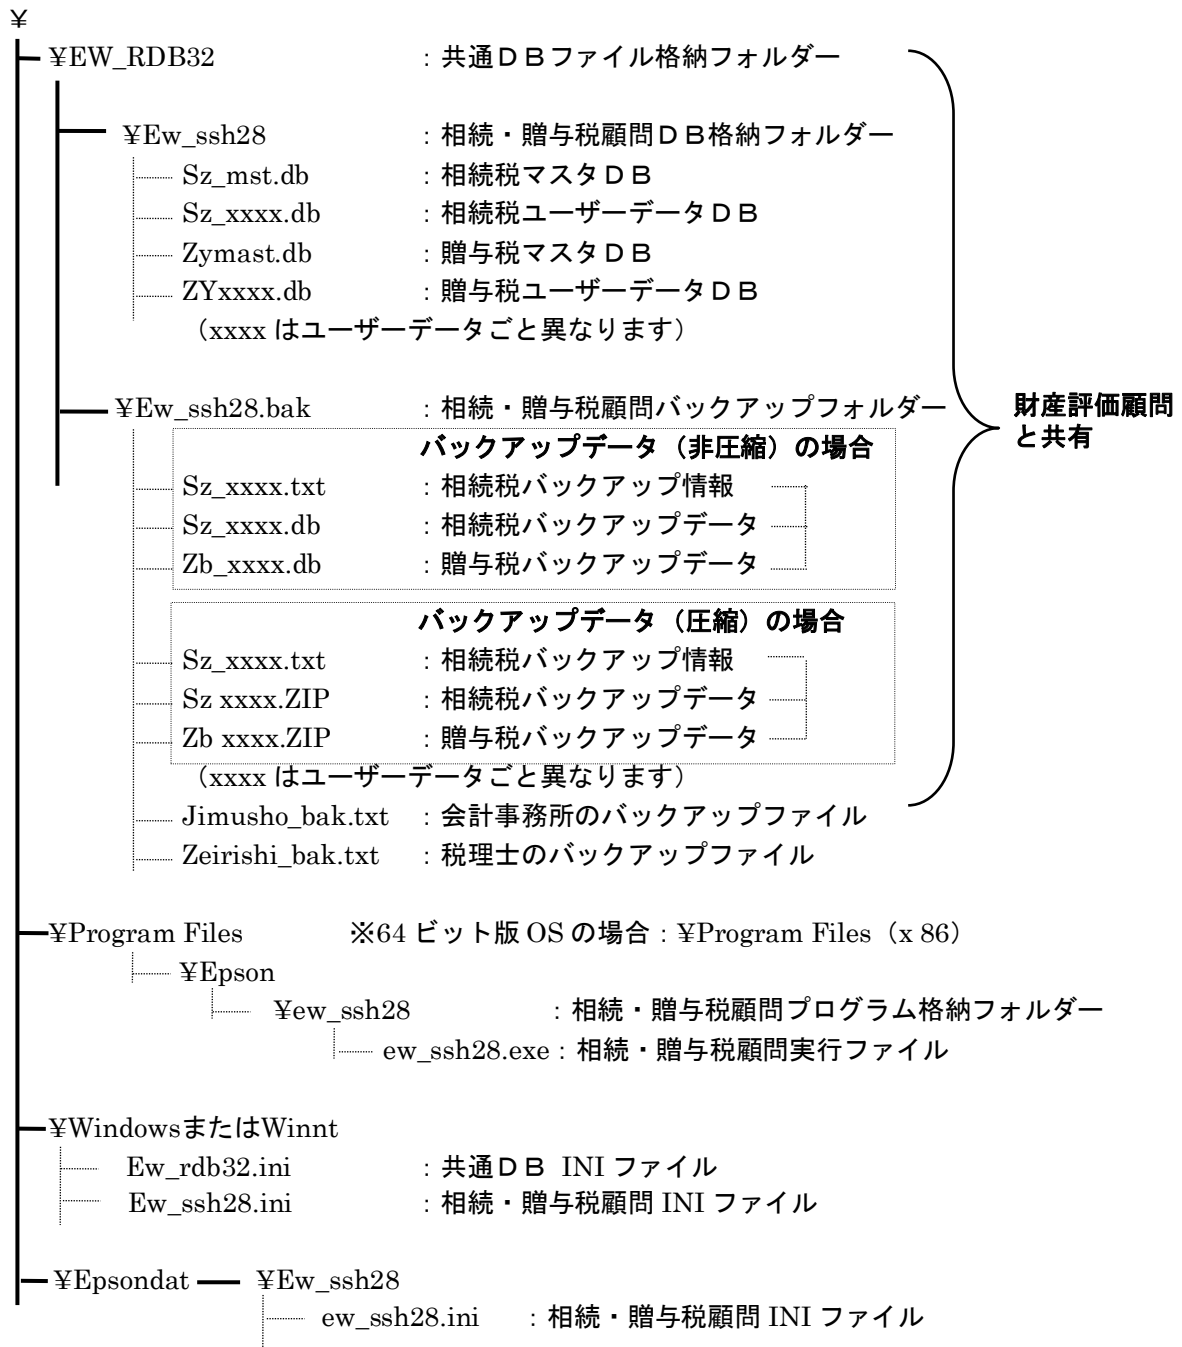 ¥
¥EW_RDB32 : 共通ＤＢファイル格納フォルダー
¥Ew_ssh28 : 相続・贈与税顧問ＤＢ格納フォルダー
Sz_mst.db : 相続税マスタＤＢ
Sz_xxxx.db : 相続税ユーザーデータＤＢ
Zymast.db : 贈与税マスタＤＢ
ZYxxxx.db : 贈与税ユーザーデータＤＢ
（xxxx はユーザーデータごと異なります）
¥Ew_ssh28.bak : 相続・贈与税顧問バックアップフォルダー
財産評価顧問
と共有
バックアップデータ（非圧縮）の場合
Sz_xxxx.txt : 相続税バックアップ情報
Sz_xxxx.db : 相続税バックアップデータ
Zb_xxxx.db : 贈与税バックアップデータ
バックアップデータ（圧縮）の場合
Sz_xxxx.txt : 相続税バックアップ情報
Sz xxxx.ZIP : 相続税バックアップデータ
Zb xxxx.ZIP : 贈与税バックアップデータ
（xxxx はユーザーデータごと異なります）
Jimusho_bak.txt : 会計事務所のバックアップファイル
Zeirishi_bak.txt : 税理士のバックアップファイル
¥Program Files ※64 ビット版 OS の場合 : ¥Program Files（x 86）
¥Epson
¥ew_ssh28 : 相続・贈与税顧問プログラム格納フォルダー
ew_ssh28.exe : 相続・贈与税顧問実行ファイル
¥WindowsまたはWinnt
Ew_rdb32.ini : 共通ＤＢ INI ファイル
Ew_ssh28.ini : 相続・贈与税顧問 INI ファイル
¥Epsondat ¥Ew_ssh28
ew_ssh28.ini : 相続・贈与税顧問 INI ファイル